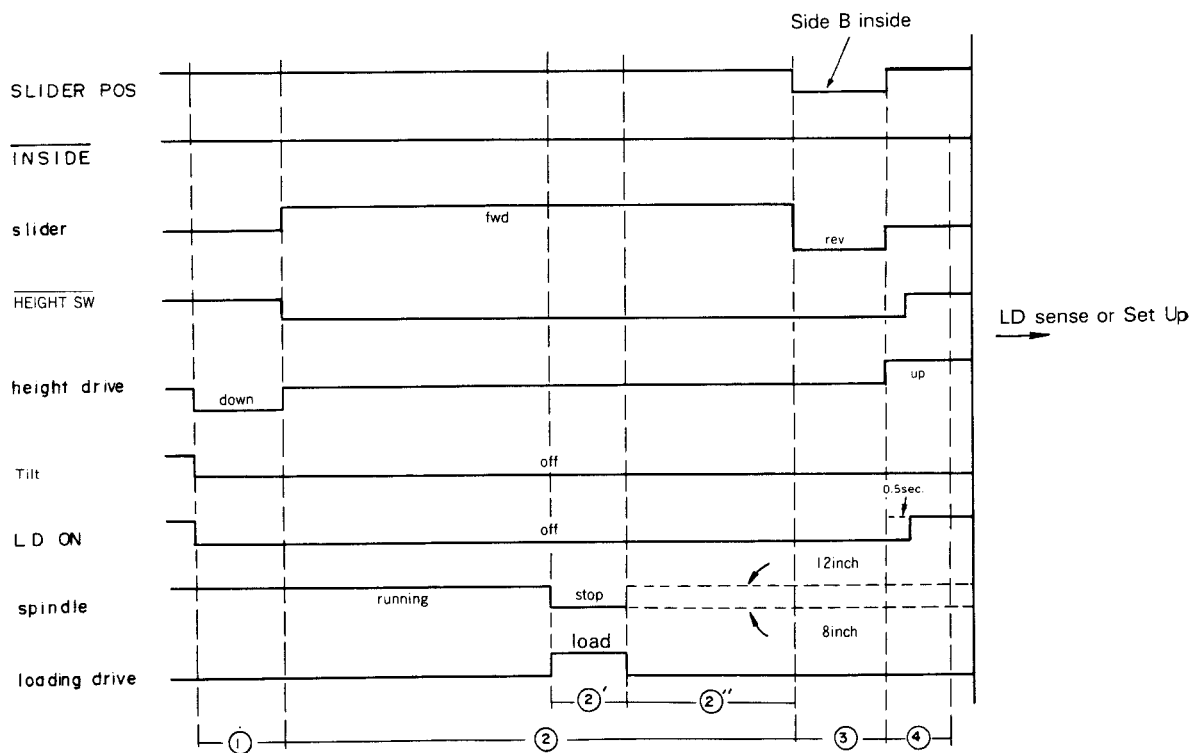 Side B inside
SLIDER POS
INSIDE
slider
fwd
rev
HEIGHT SW
LD sense or Set Up
height drive
down
up
Tilt
off
0.5sec.
LD ON
off
12inch
spindle
running
stop
8inch
load
loading drive
②' ②''
① ② ③ ④